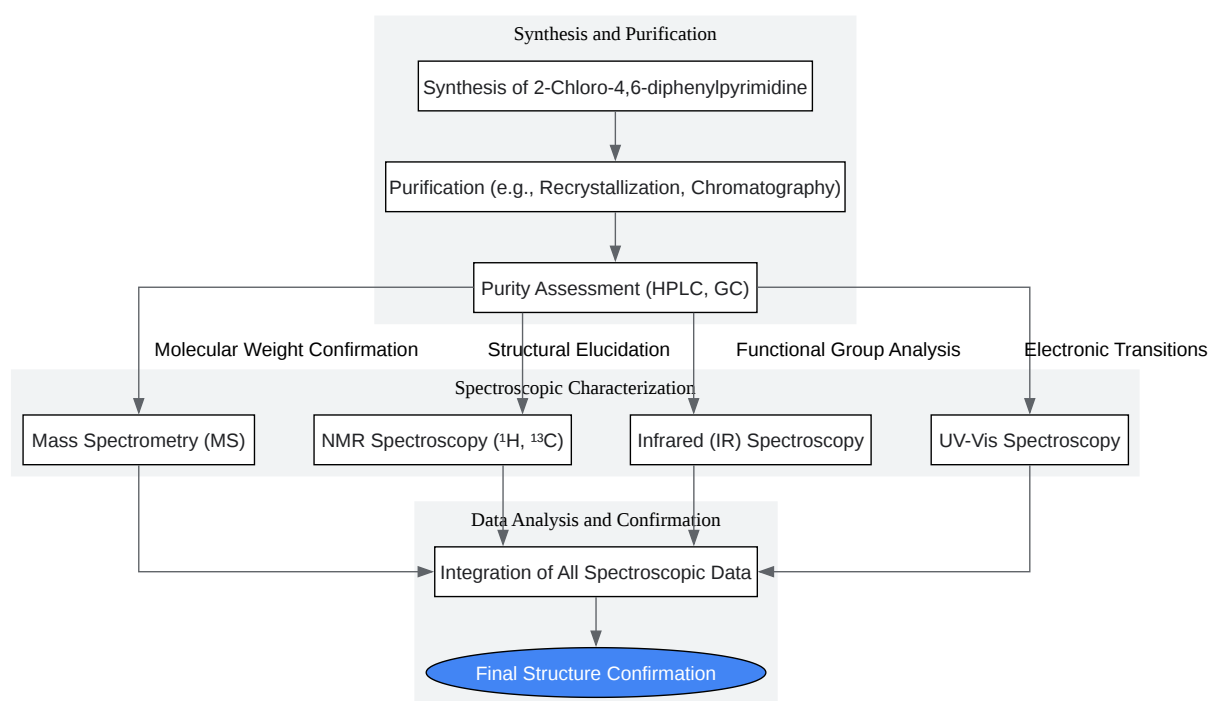 Synthesis and Purification
Synthesis of 2-Chloro-4,6-diphenylpyrimidine
Purification (e.g., Recrystallization, Chromatography)
Purity Assessment (HPLC, GC)
Molecular Weight Confirmation
Structural Elucidation
Functional Group Analysis
Electronic Transitions
Spectroscopic Characterization
Mass Spectrometry (MS)
NMR Spectroscopy (¹H, ¹³C)
Infrared (IR) Spectroscopy
UV-Vis Spectroscopy
Data Analysis and Confirmation
Integration of All Spectroscopic Data
Final Structure Confirmation